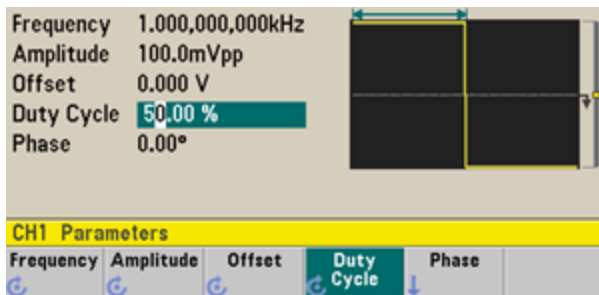 Frequency 1.000,000,000kHz
Amplitude 100.0mVpp
Offset 0.000 V
Duty Cycle 50.00 %
Phase 0.00°
CH1 Parameters
Frequency Amplitude Offset Duty Cycle Phase